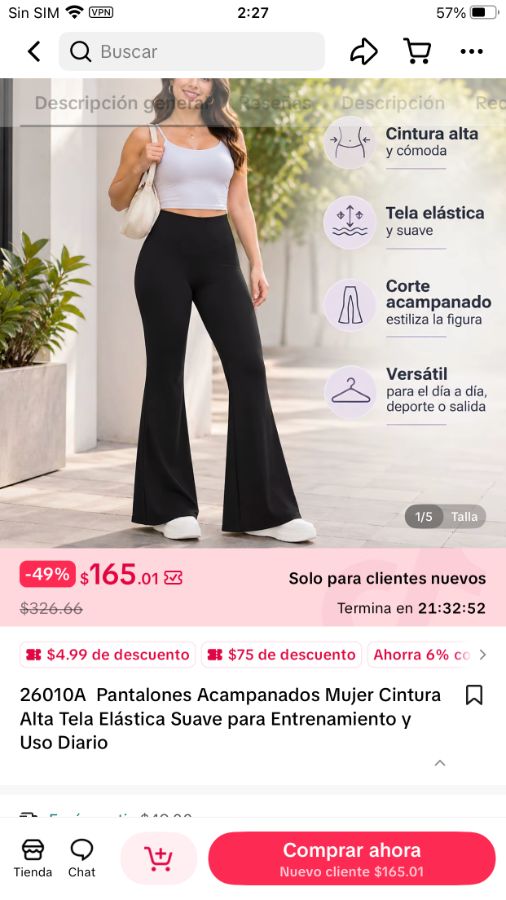 Sin SIM VPN 2:27 57%
Buscar
Descripción general Reseñas Descripción Rec
Cintura alta
y cómoda
Tela elástica
y suave
Corte
acampanado
estiliza la figura
Versátil
para el día a día,
deporte o salida
1/5 Talla
-49% $165.01 Solo para clientes nuevos
$326.66 Termina en 21:32:52
$4.99 de descuento $75 de descuento Ahorra 6% co
26010A Pantalones Acampanados Mujer Cintura
Alta Tela Elástica Suave para Entrenamiento y
Uso Diario
Tienda Chat Comprar ahora
Nuevo cliente $165.01